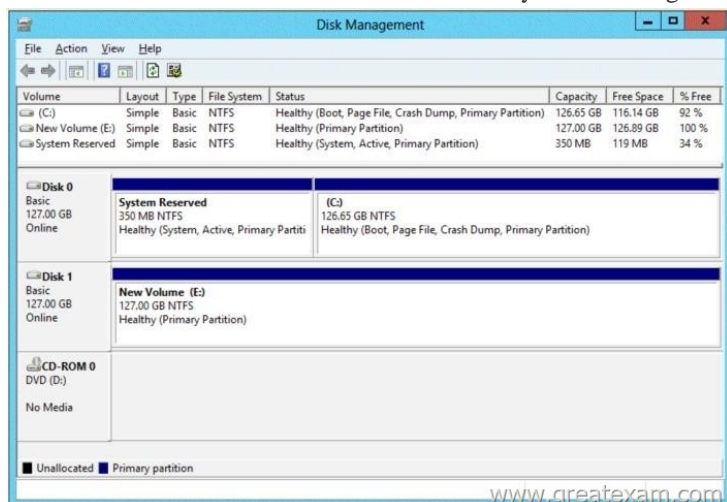 Disk Management
File Action View Help
Volume Layout Type File System Status Capacity Free Space % Free
(C:) Simple Basic NTFS Healthy (Boot, Page File, Crash Dump, Primary Partition) 126.65 GB 116.14 GB 92 %
New Volume (E:) Simple Basic NTFS Healthy (Primary Partition) 127.00 GB 126.89 GB 100 %
System Reserved Simple Basic NTFS Healthy (System, Active, Primary Partition) 350 MB 119 MB 34 %
Disk 0
Basic
127.00 GB
Online
System Reserved
350 MB NTFS
Healthy (System, Active, Primary Partiti
(C:)
126.65 GB NTFS
Healthy (Boot, Page File, Crash Dump, Primary Partition)
Disk 1
Basic
127.00 GB
Online
New Volume (E:)
127.00 GB NTFS
Healthy (Primary Partition)
CD-ROM 0
DVD (D:)
No Media
Unallocated Primary partition
www.greatexam.com